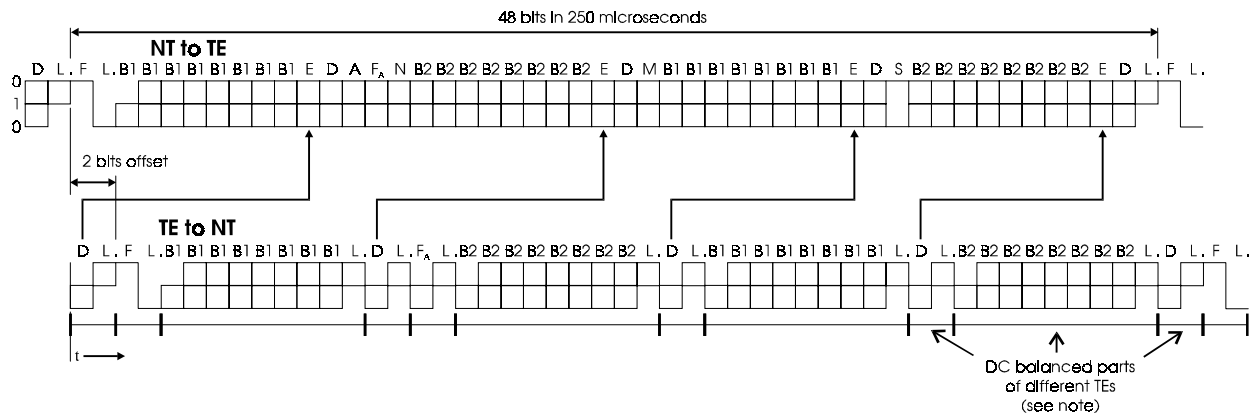 48 bits in 250 microseconds
NT to TE
D L. F L. B1 B1 B1 B1 B1 B1 B1 B1 E D A FA N B2 B2 B2 B2 B2 B2 B2 B2 E D M B1 B1 B1 B1 B1 B1 B1 B1 E D S B2 B2 B2 B2 B2 B2 B2 B2 E D L. F L.
0
1
0
2 bits offset
TE to NT
D L. F L. B1 B1 B1 B1 B1 B1 B1 B1 L. D L. FA L. B2 B2 B2 B2 B2 B2 B2 B2 L. D L. B1 B1 B1 B1 B1 B1 B1 B1 L. D L. B2 B2 B2 B2 B2 B2 B2 B2 L. D L. F L.
t
DC balanced parts
of different TEs
(see note)